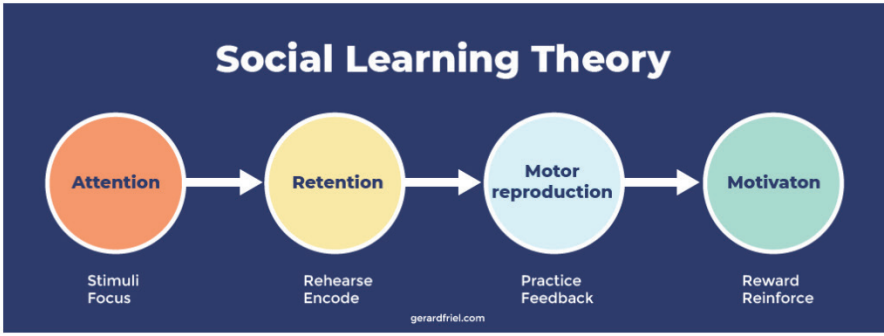 Social Learning Theory
Attention
Retention
Motor
reproduction
Motivaton
Stimuli
Focus
Rehearse
Encode
Practice
Feedback
Reward
Reinforce
gerardfriel.com